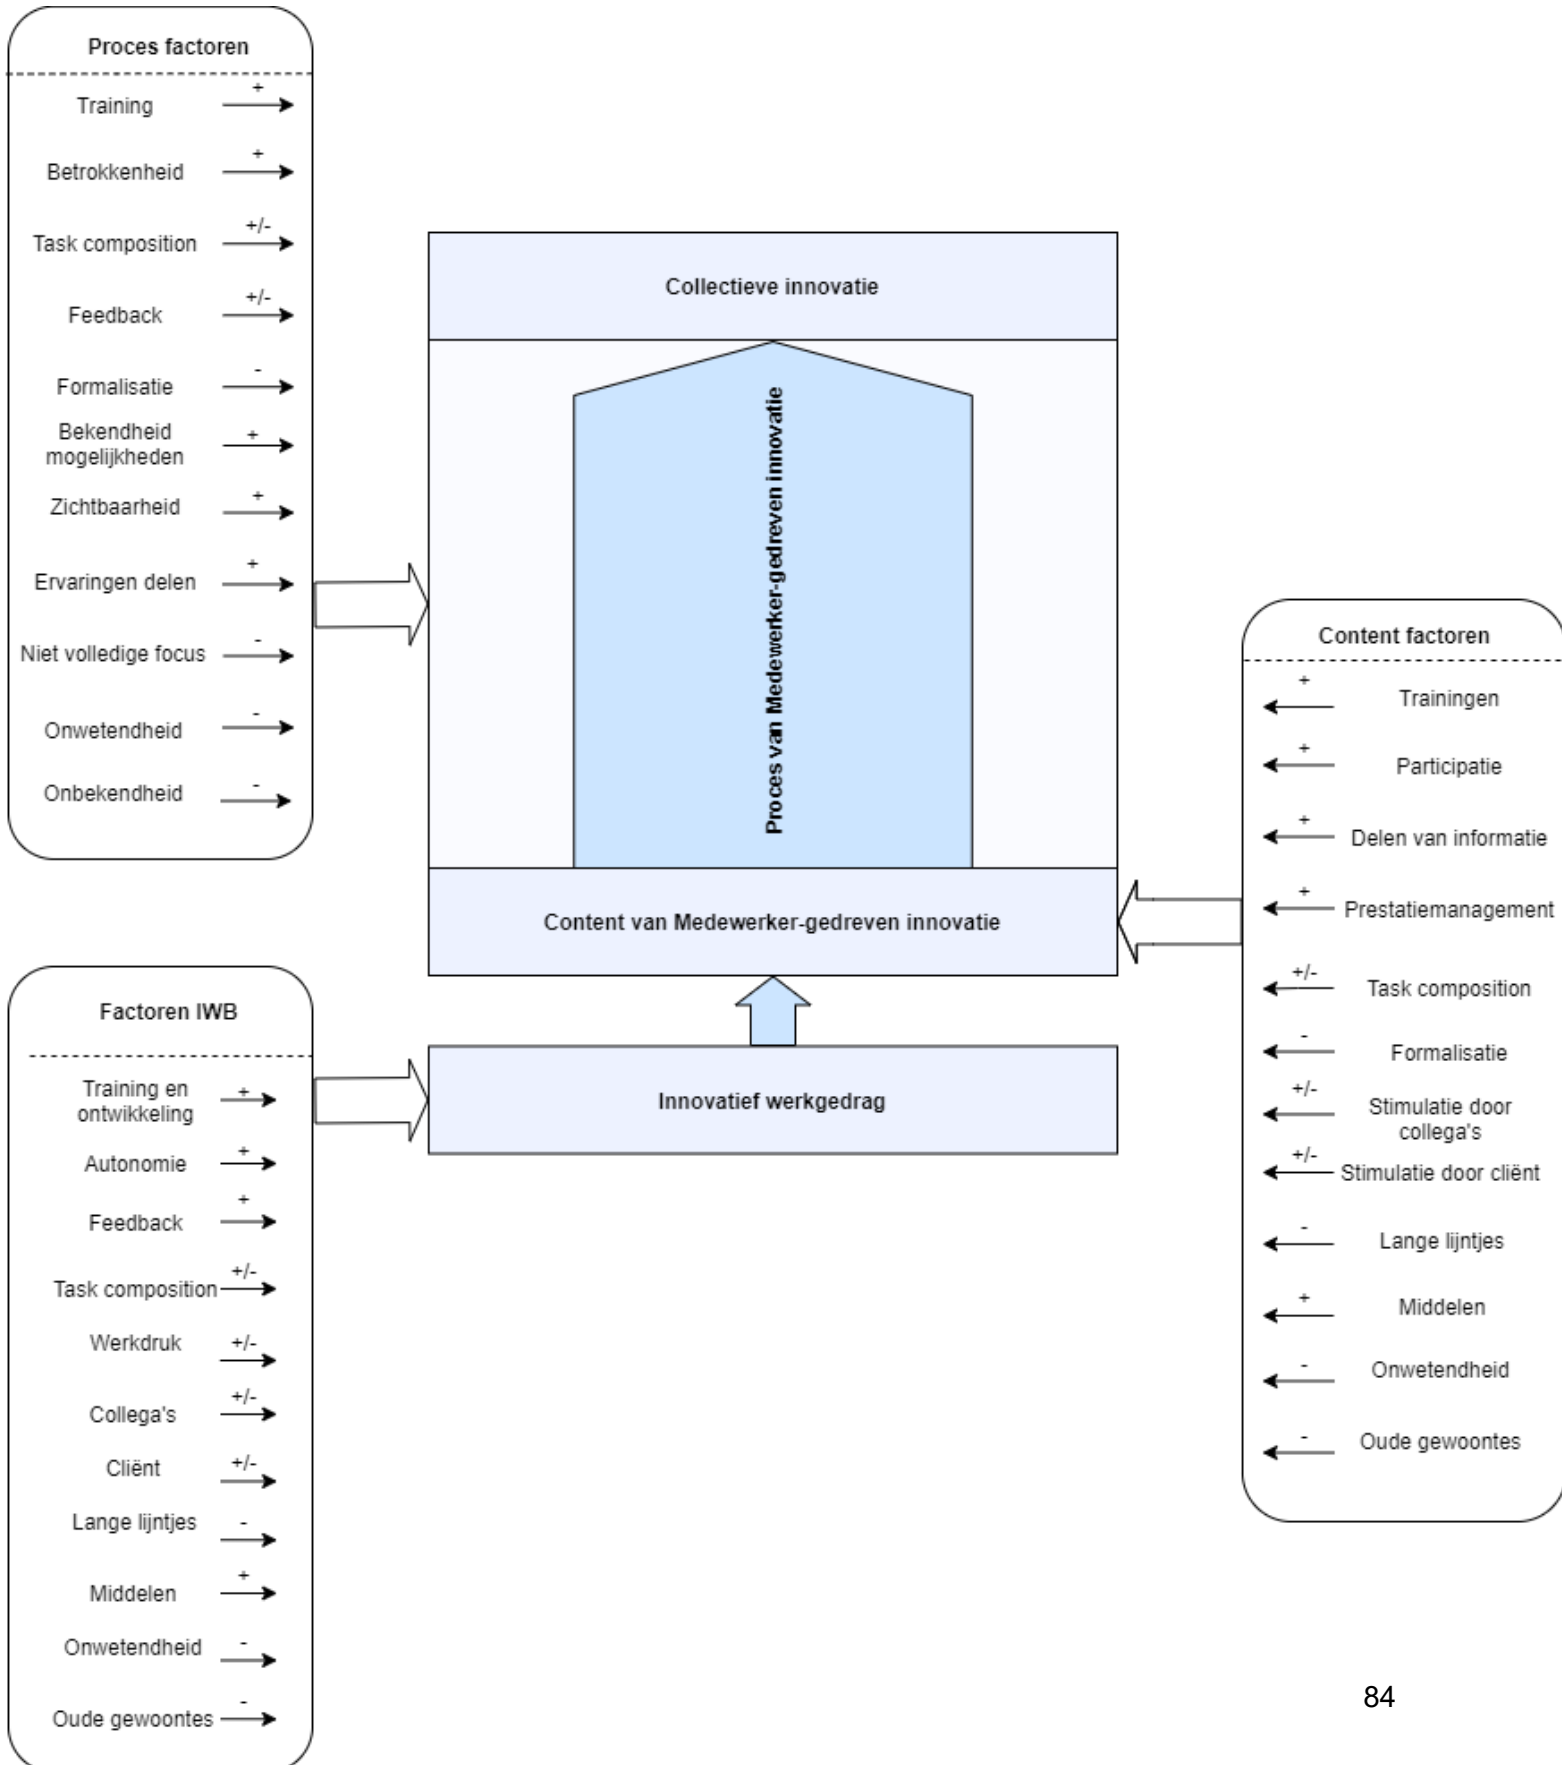 Proces factoren
Training +
Betrokkenheid +
Task composition +/-
Feedback +/-
Formalisatie -
Bekendheid
mogelijkheden +
Zichtbaarheid +
Ervaringen delen +
Niet volledige focus -
Onwetendheid -
Onbekendheid -
Collectieve innovatie
Proces van Medewerker-gedreven innovatie
Content van Medewerker-gedreven innovatie
Innovatief werkgedrag
Factoren IWB
Training en
ontwikkeling +
Autonomie +
Feedback +
Task composition +/-
Werkdruk +/-
Collega's +/-
Cliënt +/-
Lange lijntjes -
Middelen +
Onwetendheid -
Oude gewoontes -
Content factoren
+ Trainingen
+ Participatie
+ Delen van informatie
+ Prestatiemanagement
+/- Task composition
- Formalisatie
+/- Stimulatie door
collega's
+/- Stimulatie door cliënt
- Lange lijntjes
+ Middelen
- Onwetendheid
- Oude gewoontes
84